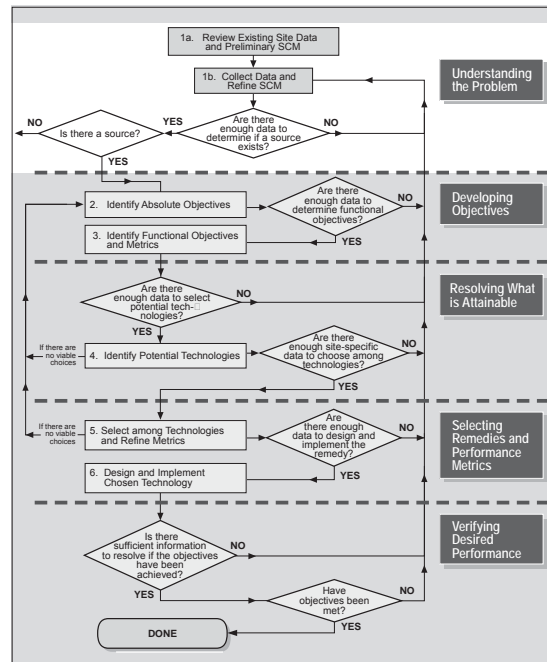 1a. Review Existing Site Data
and Preliminary SCM
1b. Collect Data and
Refine SCM
Understanding
the Problem
NO
Is there a source?
YES
Are there
enough data to
determine if a source
exists?
NO
YES
2. Identify Absolute Objectives
Are there
enough data to
determine functional
objectives?
NO
YES
Developing
Objectives
3. Identify Functional Objectives
and Metrics
Are there
enough data to select
potential tech-
nologies?
NO
YES
Resolving What
is Attainable
If there are
no viable
choices
4. Identify Potential Technologies
Are there
enough site-specific
data to choose among
technologies?
NO
YES
If there are
no viable
choices
5. Select among Technologies
and Refine Metrics
Are
there enough
data to design and
implement the
remedy?
NO
YES
Selecting
Remedies and
Performance
Metrics
6. Design and Implement
Chosen Technology
Is there
sufficient information
to resolve if the objectives
have been
achieved?
NO
YES
Verifying
Desired
Performance
Have
objectives been
met?
NO
YES
DONE